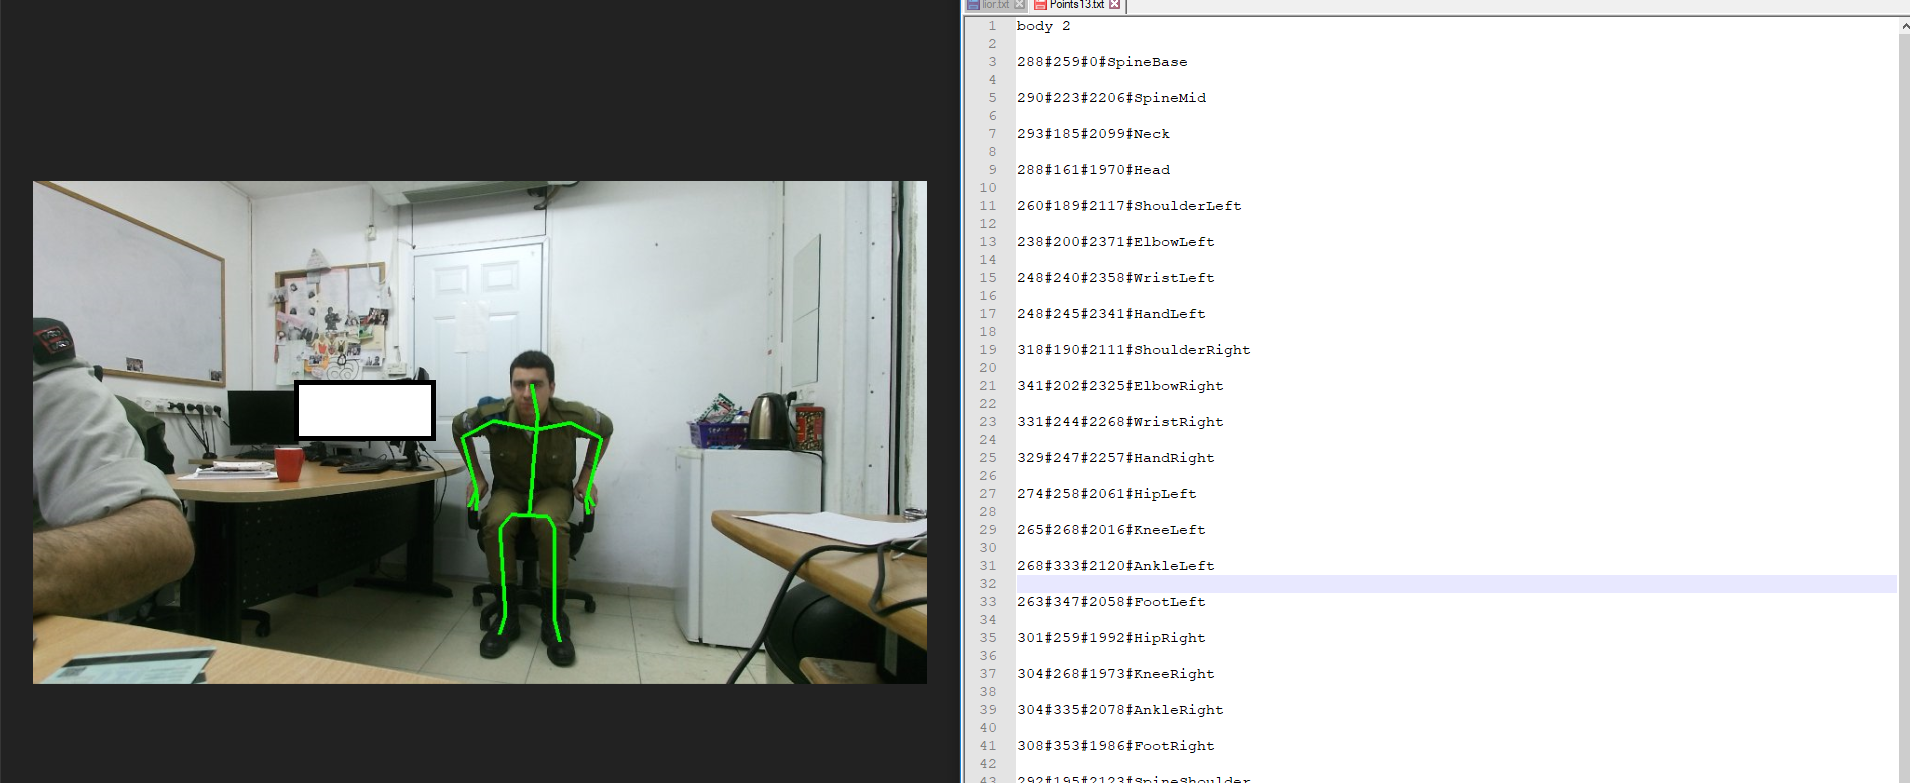 lior.txt
Points13.txt
1 body 2
2
3 288#259#0#SpineBase
4
5 290#223#2206#SpineMid
6
7 293#185#2099#Neck
8
9 288#161#1970#Head
10
11 260#189#2117#ShoulderLeft
12
13 238#200#2371#ElbowLeft
14
15 248#240#2358#WristLeft
16
17 248#245#2341#HandLeft
18
19 318#190#2111#ShoulderRight
20
21 341#202#2325#ElbowRight
22
23 331#244#2268#WristRight
24
25 329#247#2257#HandRight
26
27 274#258#2061#HipLeft
28
29 265#268#2016#KneeLeft
30
31 268#333#2120#AnkleLeft
32
33 263#347#2058#FootLeft
34
35 301#259#1992#HipRight
36
37 304#268#1973#KneeRight
38
39 304#335#2078#AnkleRight
40
41 308#353#1986#FootRight
42
43 292#195#2123#SpineShoulder